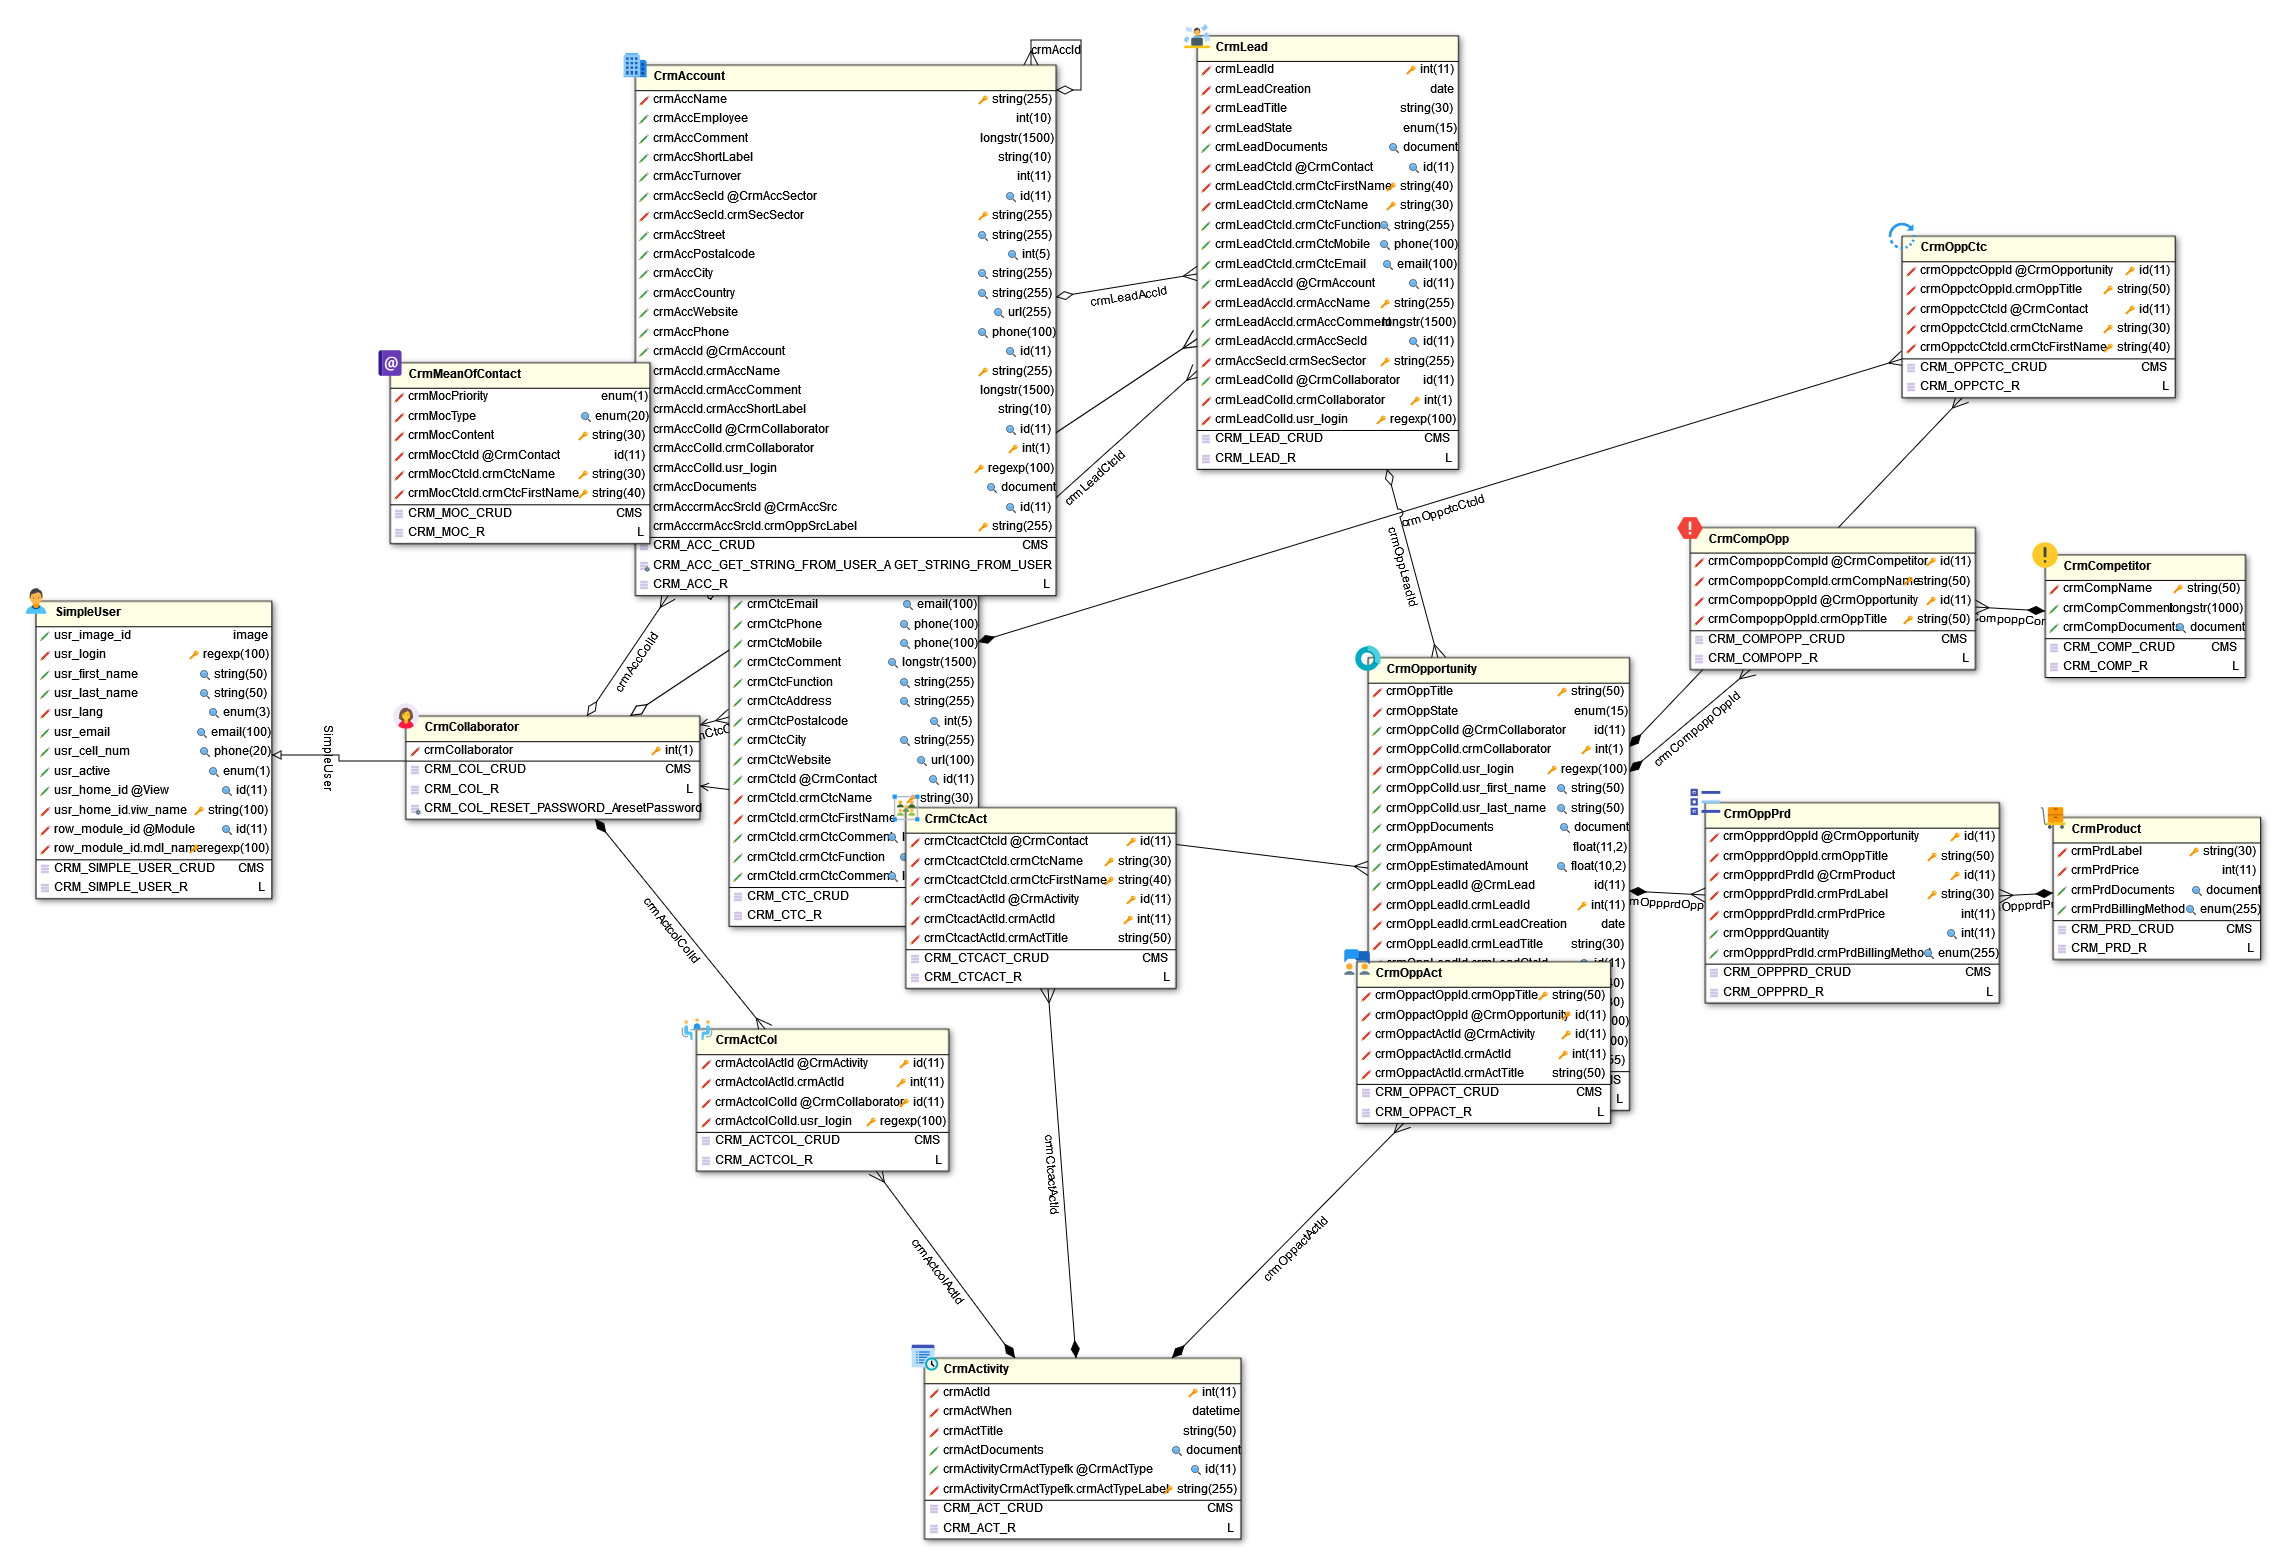 crmAccId
CrmAccount
crmAccName string(255)
crmAccEmployee int(10)
crmAccComment longstr(1500)
crmAccShortLabel string(10)
crmAccTurnover int(11)
crmAccSecId @CrmAccSector id(11)
crmAccSecId.crmSecSector string(255)
crmAccStreet string(255)
crmAccPostalcode int(5)
crmAccCity string(255)
crmAccCountry string(255)
crmAccWebsite url(255)
crmAccPhone phone(100)
crmAccId @CrmAccount id(11)
crmAccId.crmAccName string(255)
crmAccId.crmAccComment longstr(1500)
crmAccId.crmAccShortLabel string(10)
crmAccColId @CrmCollaborator id(11)
crmAccColId.crmCollaborator int(1)
crmAccColId.usr_login regexp(100)
crmAccDocuments document
crmAcccrmAccSrcId @CrmAccSrc id(11)
crmAcccrmAccSrcId.crmOppSrcLabel string(255)
CRM_ACC_CRUD CMS
CRM_ACC_GET_STRING_FROM_USER_A GET_STRING_FROM_USER
CRM_ACC_R L
CrmLead
crmLeadId int(11)
crmLeadCreation date
crmLeadTitle string(30)
crmLeadState enum(15)
crmLeadDocuments document
crmLeadCtcId @CrmContact id(11)
crmLeadCtcId.crmCtcFirstName string(40)
crmLeadCtcId.crmCtcName string(30)
crmLeadCtcId.crmCtcFunction string(255)
crmLeadCtcId.crmCtcMobile phone(100)
crmLeadCtcId.crmCtcEmail email(100)
crmLeadAccId @CrmAccount id(11)
crmLeadAccId.crmAccName string(255)
crmLeadAccId.crmAccComment longstr(1500)
crmLeadAccId.crmAccSecId id(11)
crmAccSecId.crmSecSector string(255)
crmLeadColId @CrmCollaborator id(11)
crmLeadColId.crmCollaborator int(1)
crmLeadColId.usr_login regexp(100)
CRM_LEAD_CRUD CMS
CRM_LEAD_R L
crmLeadAccId
crmLeadCtcId
CrmOppCtc
crmOppctcOppId @CrmOpportunity id(11)
crmOppctcOppId.crmOppTitle string(50)
crmOppctcCtcId @CrmContact id(11)
crmOppctcCtcId.crmCtcName string(30)
crmOppctcCtcId.crmCtcFirstName string(40)
CRM_OPPCTC_CRUD CMS
CRM_OPPCTC_R L
crmOppctcCtcId
crmOppLeadId
CrmMeanOfContact
crmMocPriority enum(1)
crmMocType enum(20)
crmMocContent string(30)
crmMocCtcId @CrmContact id(11)
crmMocCtcId.crmCtcName string(30)
crmMocCtcId.crmCtcFirstName string(40)
CRM_MOC_CRUD CMS
CRM_MOC_R L
CrmCompOpp
crmCompoppCompId @CrmCompetitor id(11)
crmCompoppCompId.crmCompName string(50)
crmCompoppOppId @CrmOpportunity id(11)
crmCompoppOppId.crmOppTitle string(50)
CRM_COMPOPP_CRUD CMS
CRM_COMPOPP_R L
CrmCompetitor
crmCompName string(50)
crmCompComment longstr(1000)
crmCompDocuments document
CRM_COMP_CRUD CMS
CRM_COMP_R L
crmCompoppOppId
SimpleUser
usr_image_id image
usr_login regexp(100)
usr_first_name string(50)
usr_last_name string(50)
usr_lang enum(3)
usr_email email(100)
usr_cell_num phone(20)
usr_active enum(1)
usr_home_id @View id(11)
usr_home_id.viw_name string(100)
row_module_id @Module id(11)
row_module_id.mdl_name regexp(100)
CRM_SIMPLE_USER_CRUD CMS
CRM_SIMPLE_USER_R L
SimpleUser
crmAccColId
CrmCollaborator
crmCollaborator int(1)
CRM_COL_CRUD CMS
CRM_COL_R L
CRM_COL_RESET_PASSWORD_A resetPassword
crmCtcEmail email(100)
crmCtcPhone phone(100)
crmCtcMobile phone(100)
crmCtcComment longstr(1500)
crmCtcFunction string(255)
crmCtcAddress string(255)
crmCtcPostalcode int(5)
crmCtcCity string(255)
crmCtcWebsite url(100)
crmCtcId @CrmContact id(11)
crmCtcId.crmCtcName string(30)
crmCtcId.crmCtcFirstName
crmCtcId.crmCtcComment
crmCtcId.crmCtcFunction
crmCtcId.crmCtcComment
CRM_CTC_CRUD
CRM_CTC_R
CrmCtcAct
crmCtcactCtcId @CrmContact id(11)
crmCtcactCtcId.crmCtcName string(30)
crmCtcactCtcId.crmCtcFirstName string(40)
crmCtcactActId @CrmActivity id(11)
crmCtcactActId.crmActId int(11)
crmCtcactActId.crmActTitle string(50)
CRM_CTCACT_CRUD CMS
CRM_CTCACT_R L
CrmOpportunity
crmOppTitle string(50)
crmOppState enum(15)
crmOppColId @CrmCollaborator id(11)
crmOppColId.crmCollaborator int(1)
crmOppColId.usr_login regexp(100)
crmOppColId.usr_first_name string(50)
crmOppColId.usr_last_name string(50)
crmOppDocuments document
crmOppAmount float(11,2)
crmOppEstimatedAmount float(10,2)
crmOppLeadId @CrmLead id(11)
crmOppLeadId.crmLeadId int(11)
crmOppLeadId.crmLeadCreation date
crmOppLeadId.crmLeadTitle string(30)
CrmOppPrd
crmOppprdOppId @CrmOpportunity id(11)
crmOppprdOppId.crmOppTitle string(50)
crmOppprdPrdId @CrmProduct id(11)
crmOppprdPrdId.crmPrdLabel string(30)
crmOppprdPrdId.crmPrdPrice int(11)
crmOppprdQuantity int(11)
crmOppprdPrdId.crmPrdBillingMethod enum(255)
CRM_OPPPRD_CRUD CMS
CRM_OPPPRD_R L
CrmProduct
crmPrdLabel string(30)
crmPrdPrice int(11)
crmPrdDocuments document
crmPrdBillingMethod enum(255)
CRM_PRD_CRUD CMS
CRM_PRD_R L
CrmOppAct
crmOppactOppId.crmOppTitle string(50)
crmOppactOppId @CrmOpportunity id(11)
crmOppactActId @CrmActivity id(11)
crmOppactActId.crmActId int(11)
crmOppactActId.crmActTitle string(50)
CRM_OPPACT_CRUD CMS
CRM_OPPACT_R L
L
crmActcolColId
CrmActCol
crmActcolActId @CrmActivity id(11)
crmActcolActId.crmActId int(11)
crmActcolColId @CrmCollaborator id(11)
crmActcolColId.usr_login regexp(100)
CRM_ACTCOL_CRUD CMS
CRM_ACTCOL_R L
crmActcolActId
crmCtcactActId
crmOppactActId
CrmActivity
crmActId int(11)
crmActWhen datetime
crmActTitle string(50)
crmActDocuments document
crmActivityCrmActTypefk @CrmActType id(11)
crmActivityCrmActTypefk.crmActTypeLabel string(255)
CRM_ACT_CRUD CMS
CRM_ACT_R L